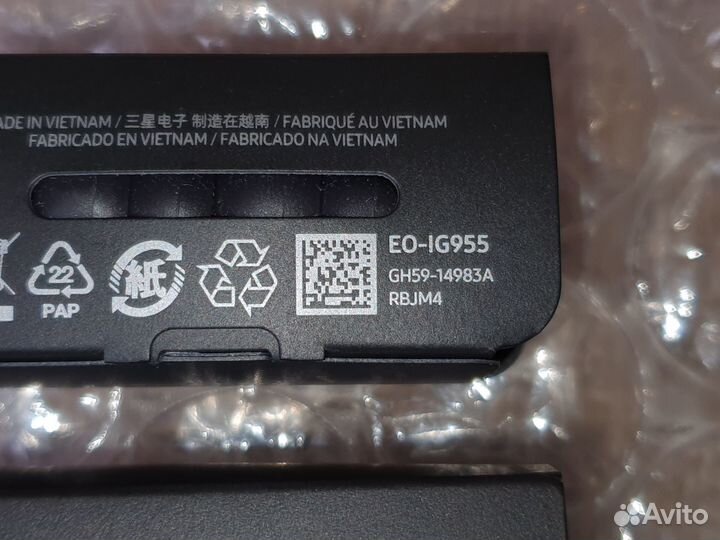 ADE IN VIETNAM / 三星电子 制造在越南 / FABRIQUÉ AU VIETNAM
FABRICADO EN VIETNAM / FABRICADO NA VIETNAM
22
PAP
紙
EO-IG955
GH59-14983A
RBJM4
Avito